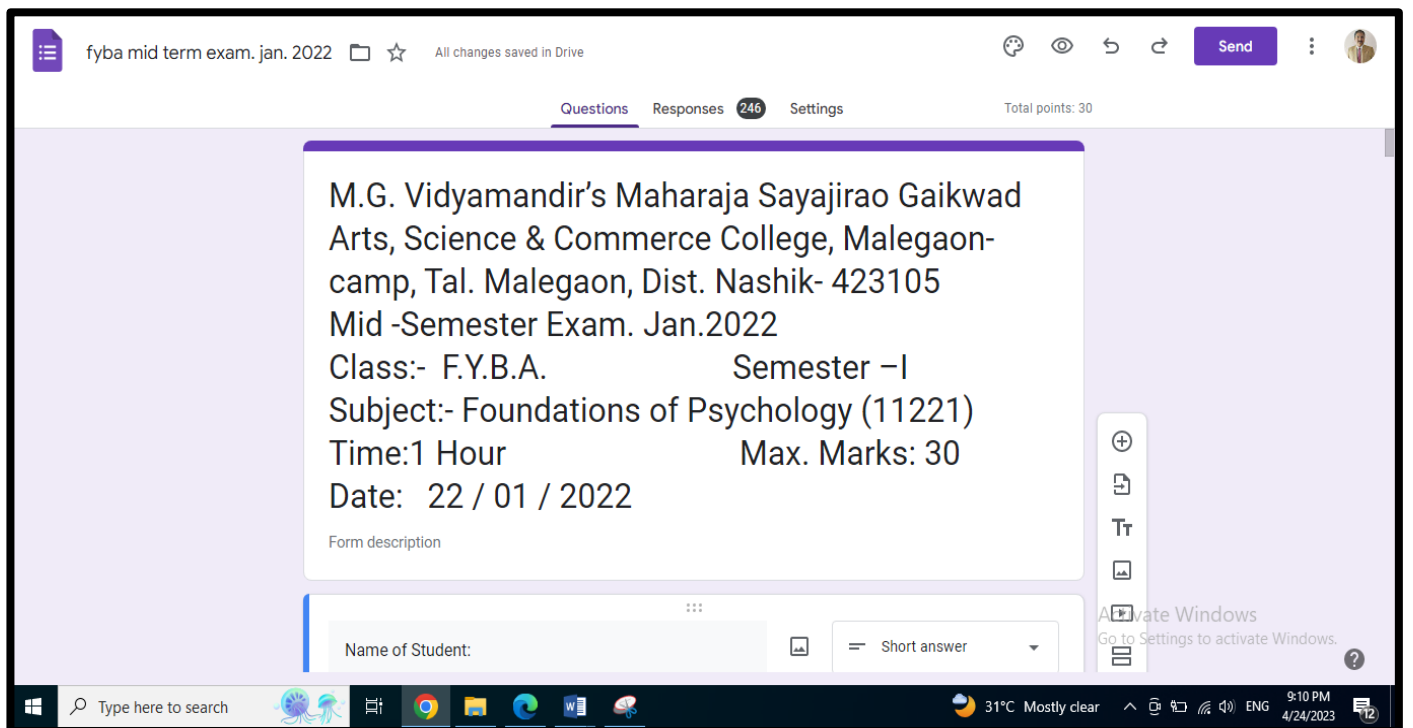 fyba mid term exam. jan. 2022 All changes saved in Drive Send
Questions Responses 246 Settings Total points: 30
M.G. Vidyamandir’s Maharaja Sayajirao Gaikwad
Arts, Science & Commerce College, Malegaon-
camp, Tal. Malegaon, Dist. Nashik- 423105
Mid -Semester Exam. Jan.2022
Class:- F.Y.B.A. Semester –I
Subject:- Foundations of Psychology (11221)
Time:1 Hour Max. Marks: 30
Date: 22 / 01 / 2022
Form description
Tт
Name of Student: Short answer
Activate Windows
Go to Settings to activate Windows.
Type here to search 31°C Mostly clear ENG 9:10 PM
4/24/2023 12